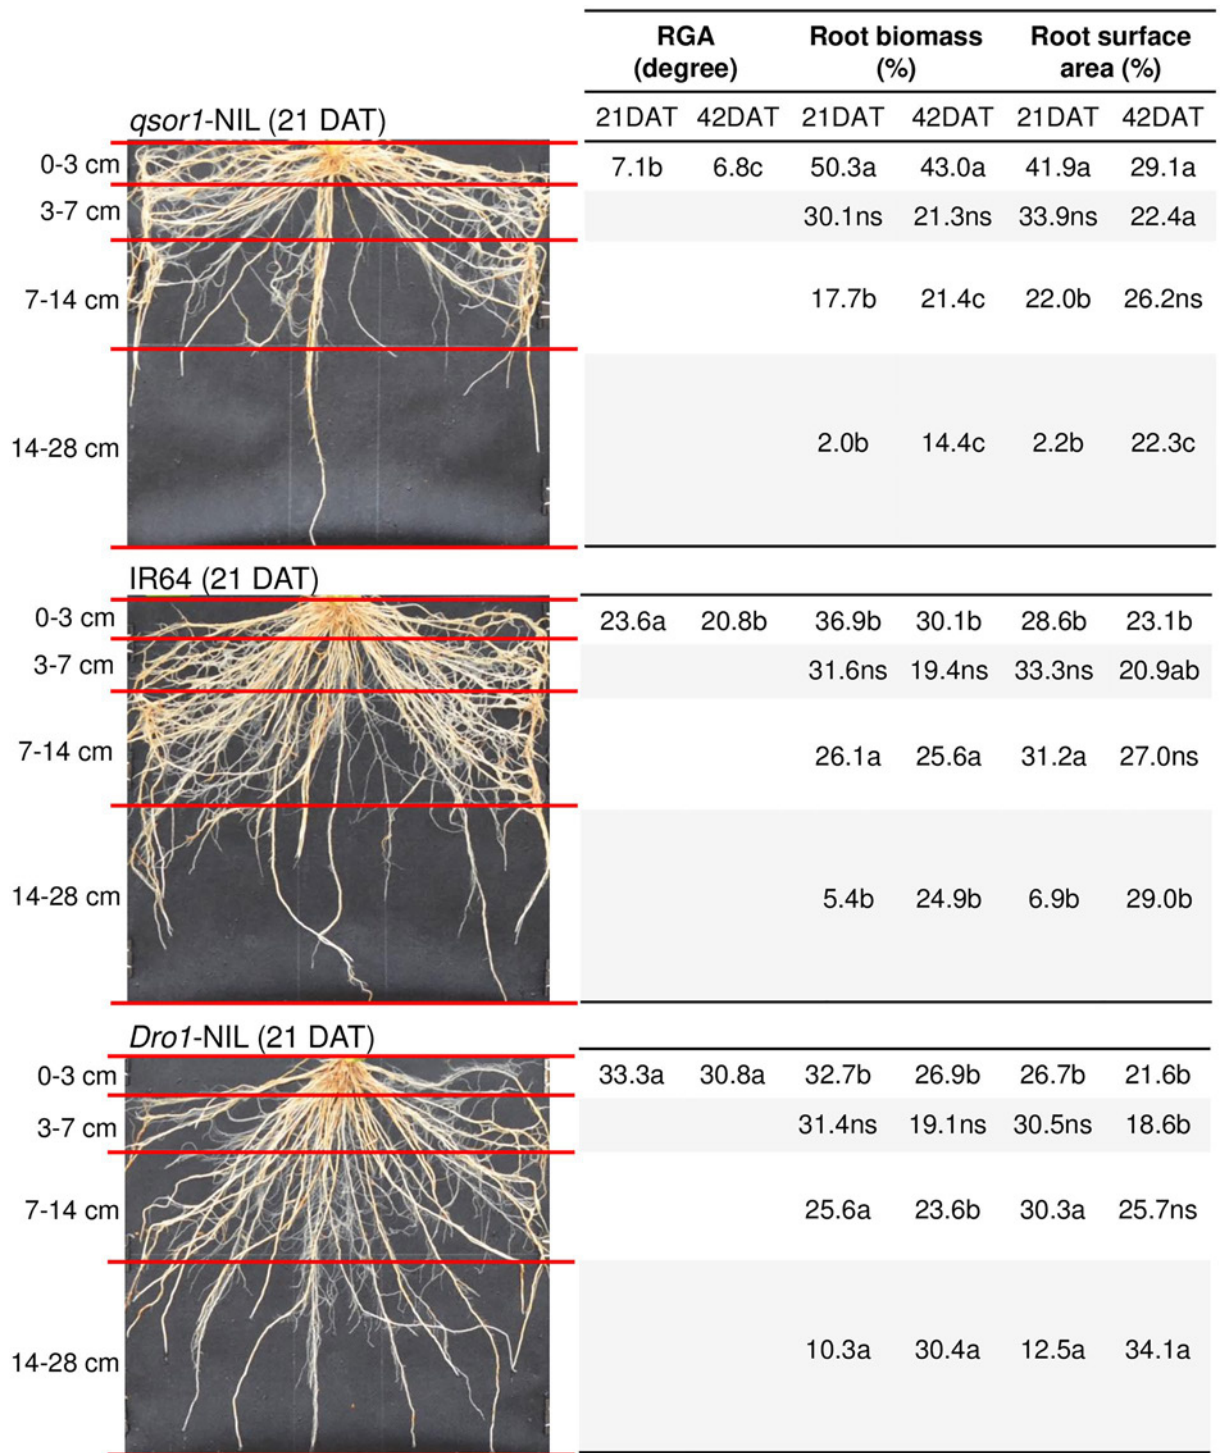 RGA (degree) Root biomass (%) Root surface area (%)
qsor1-NIL (21 DAT) 21DAT 42DAT 21DAT 42DAT 21DAT 42DAT
0-3 cm 7.1b 6.8c 50.3a 43.0a 41.9a 29.1a
3-7 cm 30.1ns 21.3ns 33.9ns 22.4a
7-14 cm 17.7b 21.4c 22.0b 26.2ns
14-28 cm 2.0b 14.4c 2.2b 22.3c
IR64 (21 DAT)
0-3 cm 23.6a 20.8b 36.9b 30.1b 28.6b 23.1b
3-7 cm 31.6ns 19.4ns 33.3ns 20.9ab
7-14 cm 26.1a 25.6a 31.2a 27.0ns
14-28 cm 5.4b 24.9b 6.9b 29.0b
Dro1-NIL (21 DAT)
0-3 cm 33.3a 30.8a 32.7b 26.9b 26.7b 21.6b
3-7 cm 31.4ns 19.1ns 30.5ns 18.6b
7-14 cm 25.6a 23.6b 30.3a 25.7ns
14-28 cm 10.3a 30.4a 12.5a 34.1a